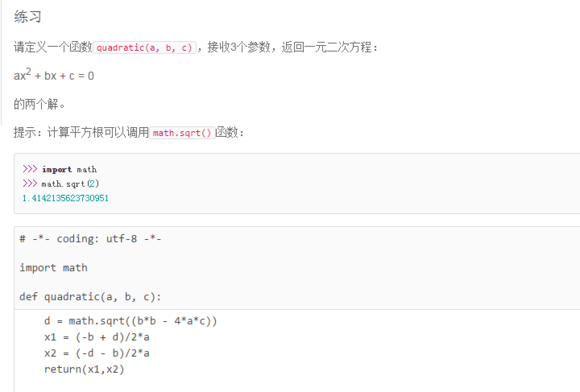 练习
请定义一个函数quadratic(a, b, c)，接收3个参数，返回一元二次方程：
ax² + bx + c = 0
的两个解。
提示：计算平方根可以调用math.sqrt()函数：
>>> import math
>>> math.sqrt(2)
1.4142135623730951
# -*- coding: utf-8 -*-
import math
def quadratic(a, b, c):
    d = math.sqrt((b*b - 4*a*c))
    x1 = (-b + d)/2*a
    x2 = (-d - b)/2*a
    return(x1,x2)